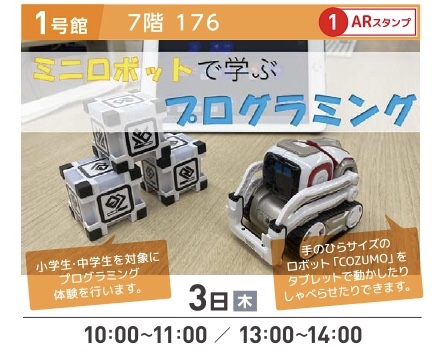 1号館 7階 176 1 ARスタンプ
ミニロボットで学ぶ
プログラミング
小学生・中学生を対象に
プログラミング
体験を行います。
手のひらサイズの
ロボット「COZUMO」を
タブレットで動かしたり
しゃべらせたりできます。
3日 木
10:00~11:00 / 13:00~14:00